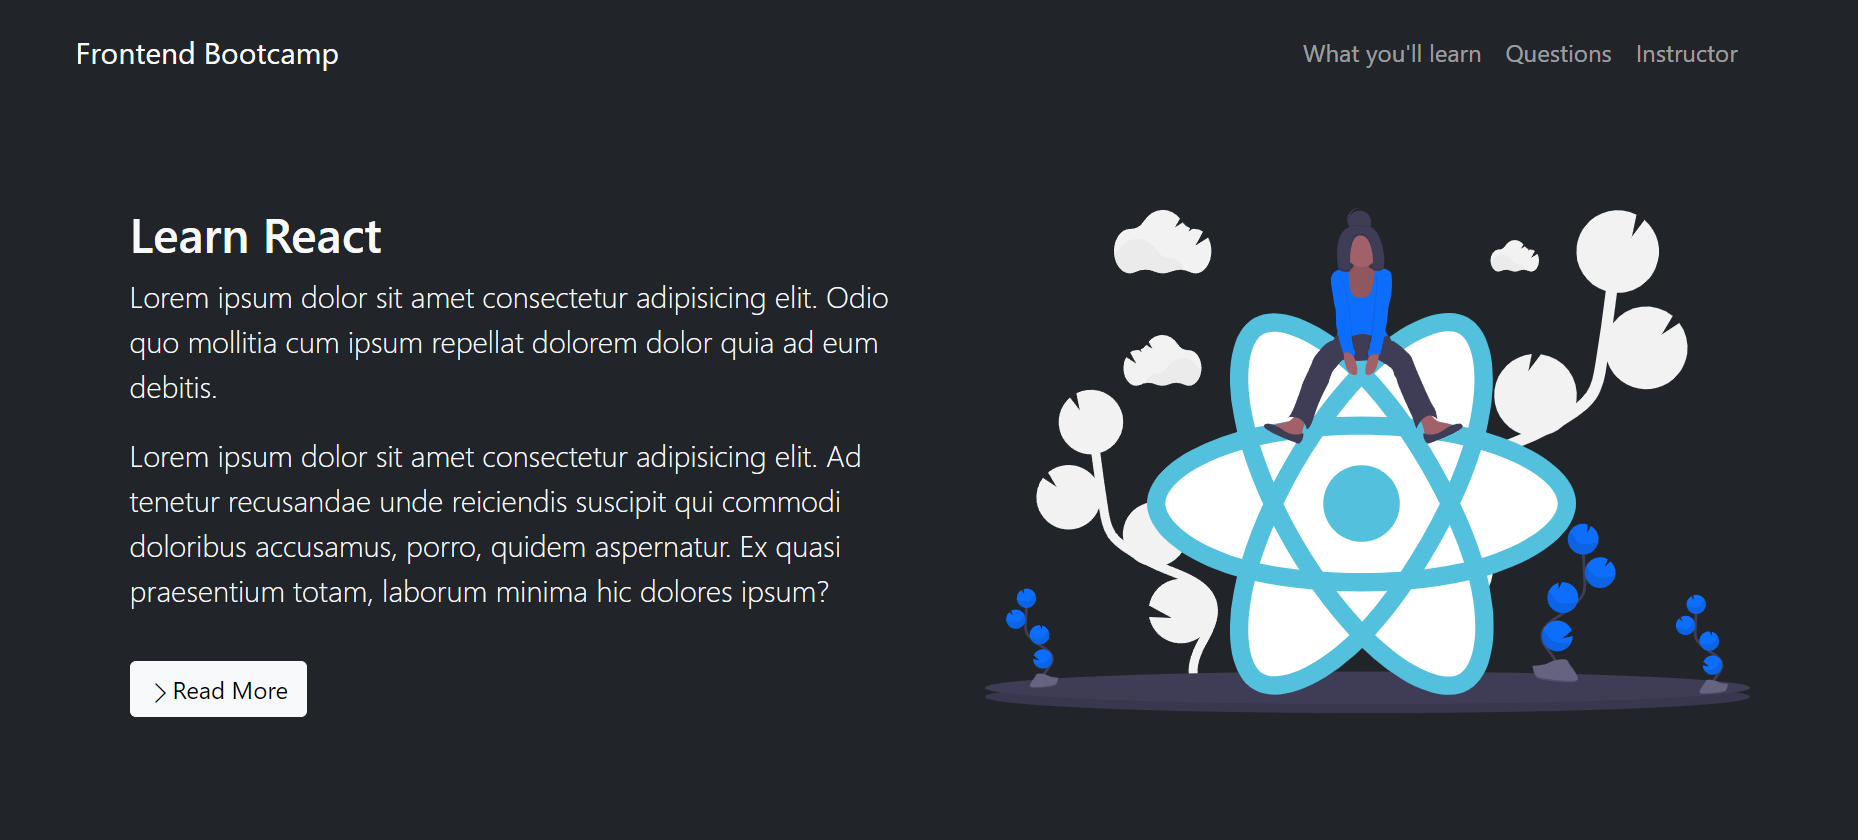 Frontend Bootcamp
What you'll learn Questions Instructor
Learn React
Lorem ipsum dolor sit amet consectetur adipisicing elit. Odio
quo mollitia cum ipsum repellat dolorem dolor quia ad eum
debitis.
Lorem ipsum dolor sit amet consectetur adipisicing elit. Ad
tenetur recusandae unde reiciendis suscipit qui commodi
doloribus accusamus, porro, quidem aspernatur. Ex quasi
praesentium totam, laborum minima hic dolores ipsum?
Read More